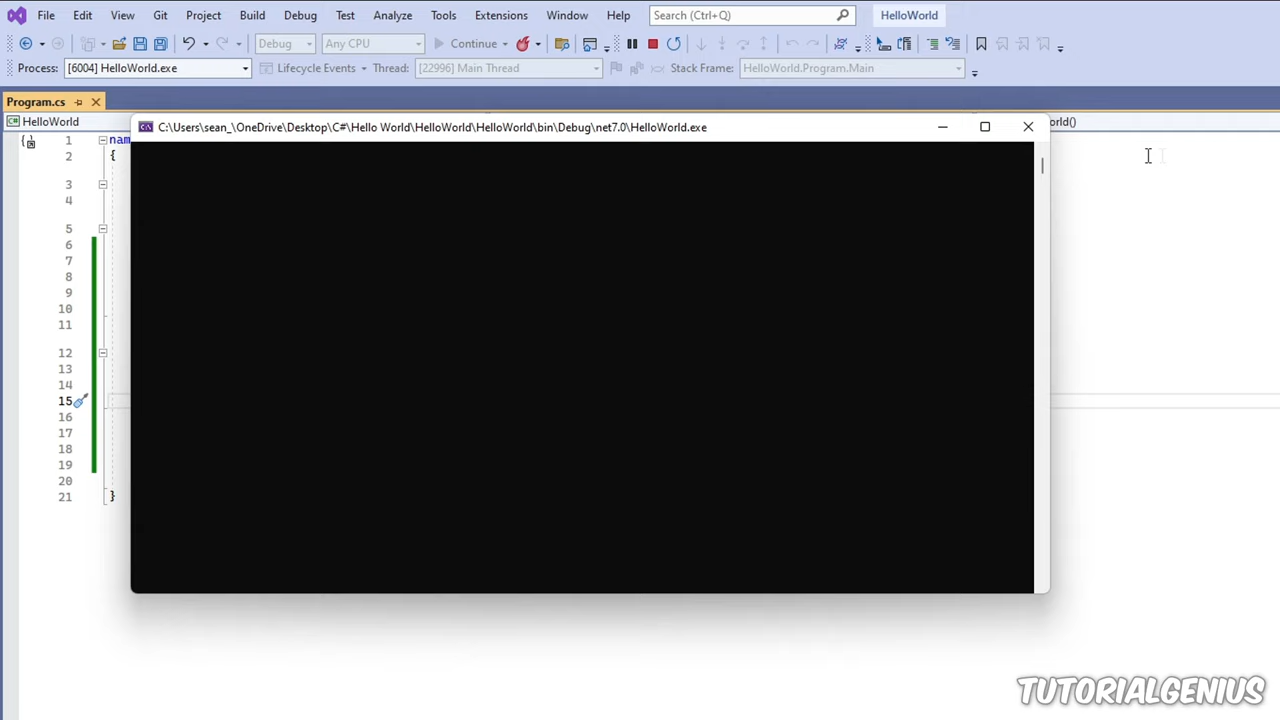 File Edit View Git Project Build Debug Test Analyze Tools Extensions Window Help Search (Ctrl+Q) HelloWorld
Debug Any CPU Continue
Process: [6004] HelloWorld.exe Lifecycle Events Thread: [22996] Main Thread Stack Frame: HelloWorld.Program.Main
Program.cs
HelloWorld orld()
C:\Users\sean_\OneDrive\Desktop\C#\Hello World\HelloWorld\HelloWorld\bin\Debug\net7.0\HelloWorld.exe
1 nam
2 {
3
4
5
6
7
8
9
10
11
12
13
14
15
16
17
18
19
20
21 }
TUTORIALGENIUS